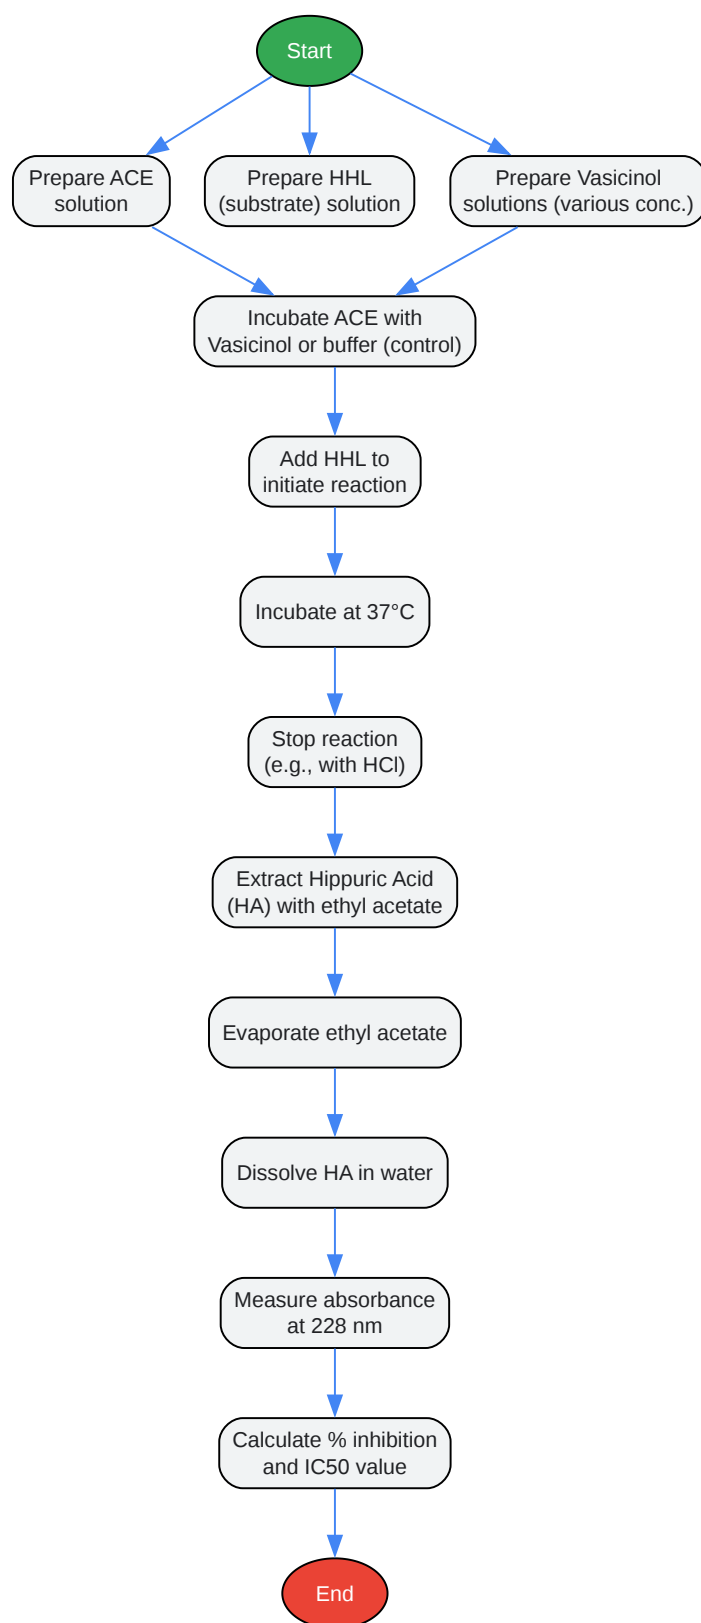 Start
Prepare ACE
solution
Prepare HHL
(substrate) solution
Prepare Vasicinol
solutions (various conc.)
Incubate ACE with
Vasicinol or buffer (control)
Add HHL to
initiate reaction
Incubate at 37°C
Stop reaction
(e.g., with HCl)
Extract Hippuric Acid
(HA) with ethyl acetate
Evaporate ethyl acetate
Dissolve HA in water
Measure absorbance
at 228 nm
Calculate % inhibition
and IC50 value
End